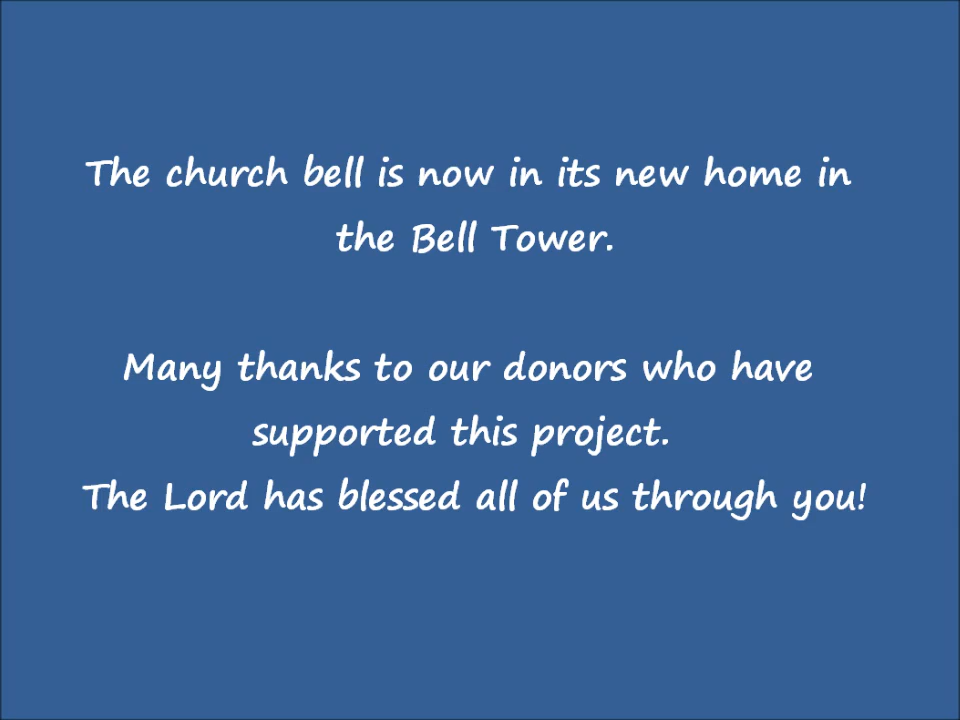 The church bell is now in its new home in
the Bell Tower.
Many thanks to our donors who have
supported this project.
The Lord has blessed all of us through you!